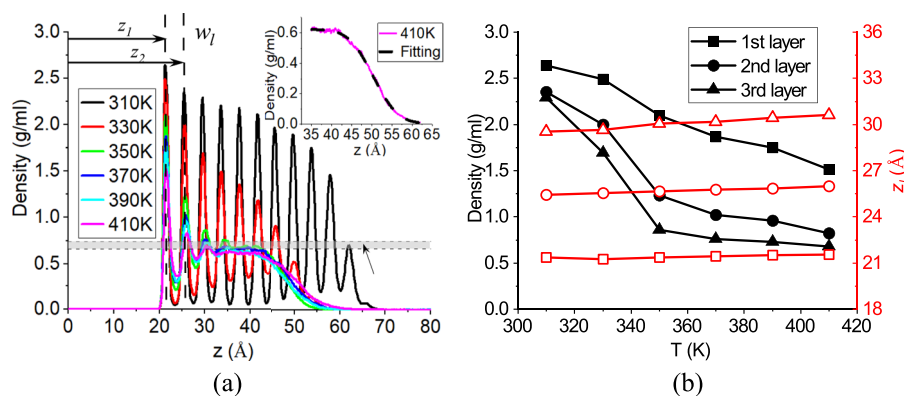 3.0
2.5
2.0
1.5
1.0
0.5
0.0
Density (g/ml)
0 10 20 30 40 50 60 70 80
z (Å)
z1
z2
wl
310K
330K
350K
370K
390K
410K
0.6
0.4
0.2
0.0
Density (g/ml)
35 40 45 50 55 60 65
z (Å)
410K
Fitting
(a)
3.0
2.5
2.0
1.5
1.0
0.5
0.0
Density (g/ml)
300 320 340 360 380 400 420
T (K)
1st layer
2nd layer
3rd layer
36
33
30
26
21
18
(b)